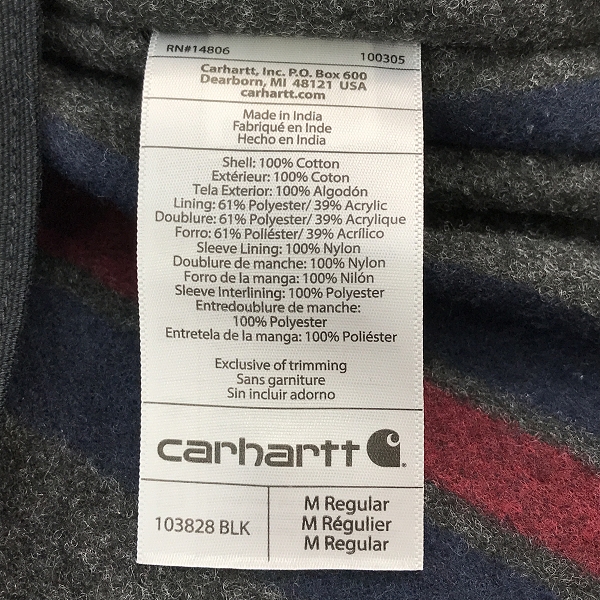 RN#14806 100305
Carhartt, Inc. P.O. Box 600
Dearborn, MI 48121 USA
carhartt.com
Made in India
Fabriqué en Inde
Hecho en India
Shell: 100% Cotton
Extérieur: 100% Coton
Tela Exterior: 100% Algodón
Lining: 61% Polyester/ 39% Acrylic
Doublure: 61% Polyester/ 39% Acrylique
Forro: 61% Poliéster/ 39% Acrílico
Sleeve Lining: 100% Nylon
Doublure de manche: 100% Nylon
Forro de la manga: 100% Nilón
Sleeve Interlining: 100% Polyester
Entredoublure de manche:
100% Polyester
Entretela de la manga: 100% Poliéster
Exclusive of trimming
Sans garniture
Sin incluir adorno
carhartt
103828 BLK
M Regular
M Régulier
M Regular